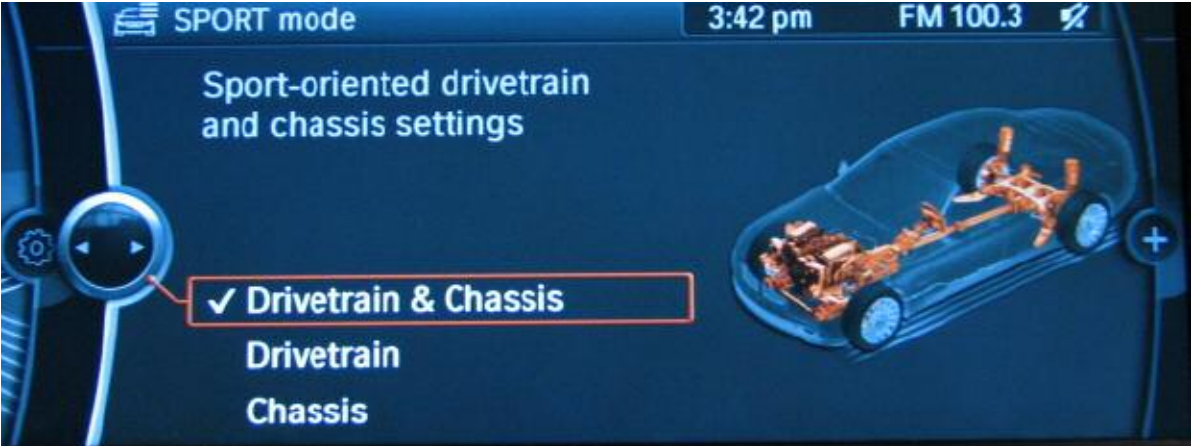 SPORT mode
3:42 pm
FM 100.3
Sport-oriented drivetrain
and chassis settings
✓ Drivetrain & Chassis
Drivetrain
Chassis